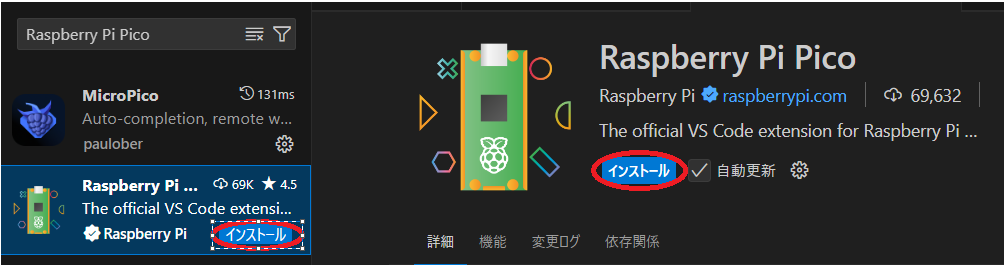 Raspberry Pi Pico
MicroPico 131ms
Auto-completion, remote w...
paulober
Raspberry Pi ... 69K ★ 4.5
The official VS Code extensi...
Raspberry Pi インストール
Raspberry Pi Pico
Raspberry Pi raspberrypi.com 69,632
The official VS Code extension for Raspberry Pi ...
インストール 自動更新
詳細 機能 変更ログ 依存関係